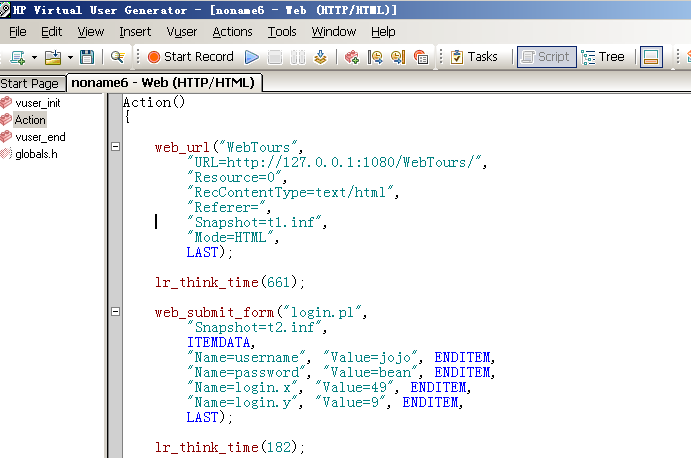 HP Virtual User Generator - [noname6 - Web (HTTP/HTML)]
File Edit View Insert Vuser Actions Tools Window Help
Start Record Tasks Script Tree
Start Page noname6 - Web (HTTP/HTML)
vuser_init
Action
vuser_end
globals.h
Action()
{
web_url("WebTours",
"URL=http://127.0.0.1:1080/WebTours/",
"Resource=0",
"RecContentType=text/html",
"Referer=",
"Snapshot=t1.inf",
"Mode=HTML",
LAST);
lr_think_time(661);
web_submit_form("login.pl",
"Snapshot=t2.inf",
ITEMDATA,
"Name=username", "Value=jojo", ENDITEM,
"Name=password", "Value=bean", ENDITEM,
"Name=login.x", "Value=49", ENDITEM,
"Name=login.y", "Value=9", ENDITEM,
LAST);
lr_think_time(182);